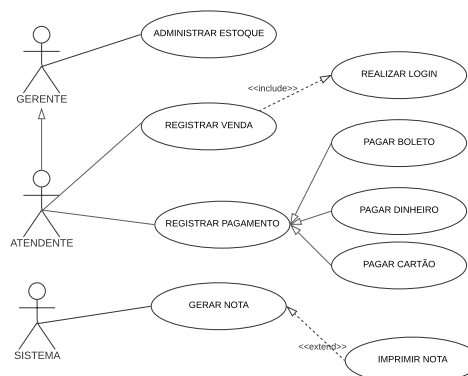 ADMINISTRAR ESTOQUE
GERENTE
<<include>>
REALIZAR LOGIN
REGISTRAR VENDA
PAGAR BOLETO
ATENDENTE
REGISTRAR PAGAMENTO
PAGAR DINHEIRO
PAGAR CARTÃO
GERAR NOTA
SISTEMA
<<extend>>
IMPRIMIR NOTA